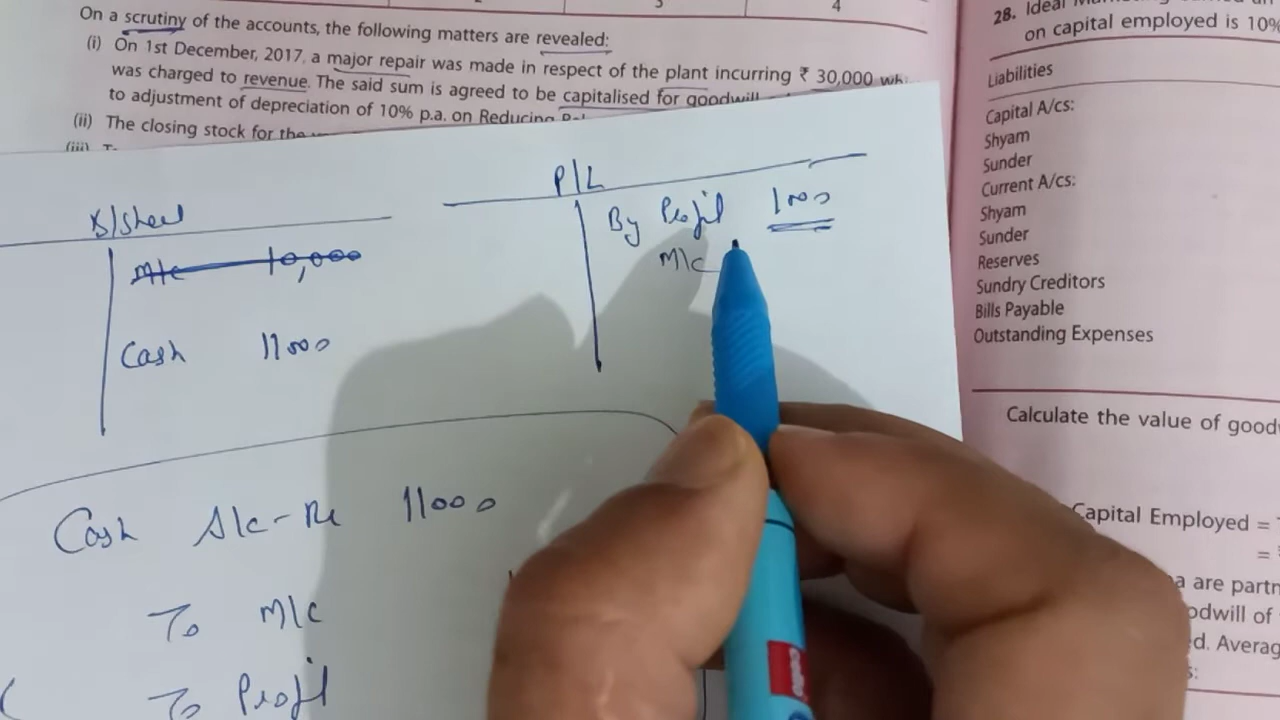 4
On a scrutiny of the accounts, the following matters are revealed:
(i) On 1st December, 2017, a major repair was made in respect of the plant incurring ₹ 30,000
was charged to revenue. The said sum is agreed to be capitalised for goodwill
to adjustment of depreciation of 10% p.a. on Reducing
(ii) The closing stock for the
(iii)
B/Sheel
M/c 10,000
Cash 11000
P/L
By Profit 1000
M/c
Cash A/c - Dr 11000
To M/c
To Profit
28. Ideal
on capital employed is 10%
Liabilities
Capital A/cs:
Shyam
Sunder
Current A/cs:
Shyam
Sunder
Reserves
Sundry Creditors
Bills Payable
Outstanding Expenses
Calculate the value of
Capital Employed =
=
are partn
odwill of
d. Averag
s:
cello